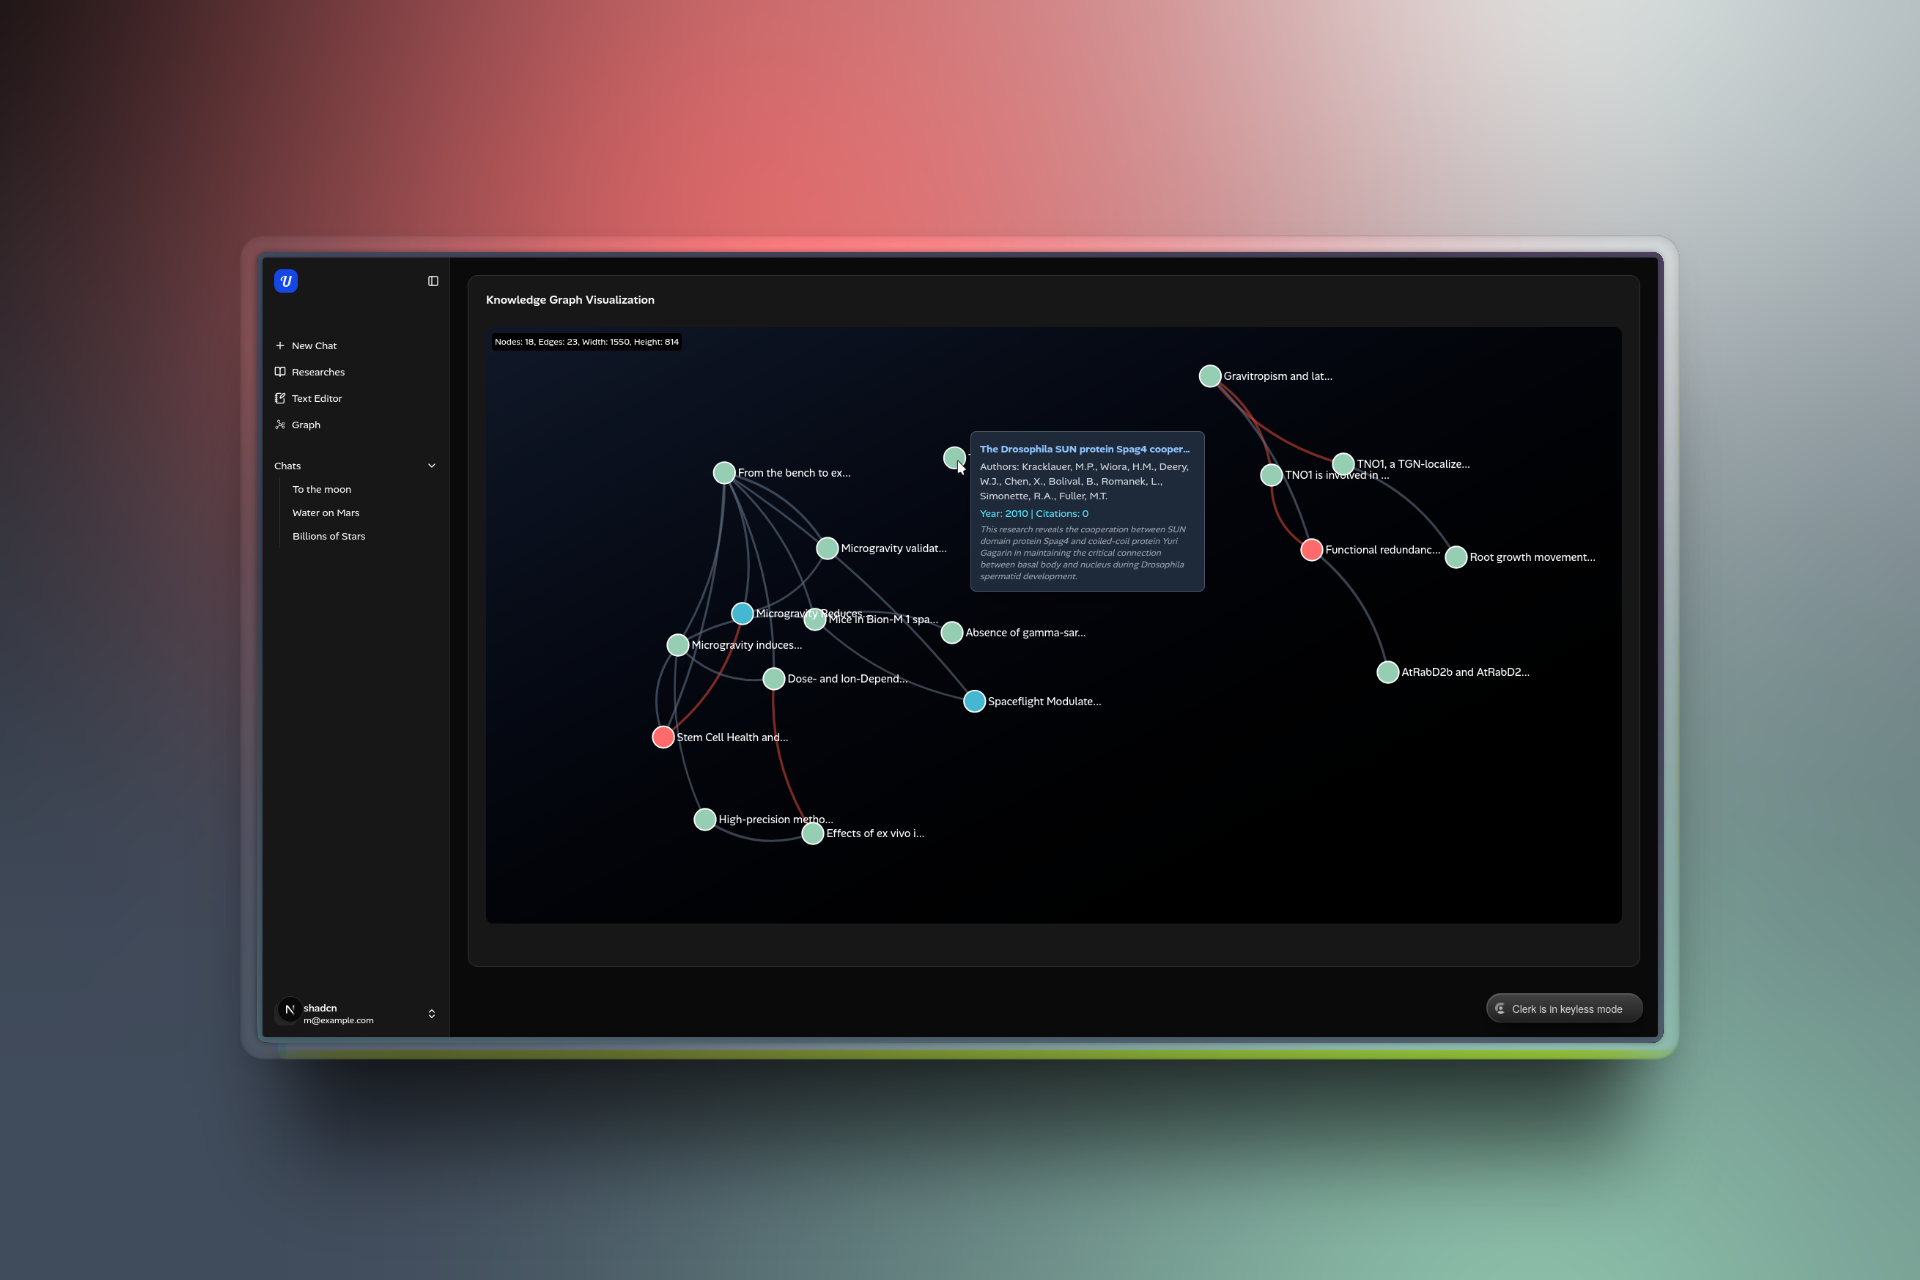 U
New Chat
Researches
Text Editor
Graph
Chats
To the moon
Water on Mars
Billions of Stars
N
shadcn
m@example.com
Knowledge Graph Visualization
Nodes: 18, Edges: 23, Width: 1550, Height: 814
Gravitropism and lat...
TNO1, a TGN-localize...
TNO1 is involved in ...
Functional redundanc...
Root growth movement...
AtRabD2b and AtRabD2...
From the bench to ex...
The Drosophila SUN protein Spag4 cooper...
Authors: Kracklauer, M.P., Wiora, H.M., Deery,
W.J., Chen, X., Bolival, B., Romanek, L.,
Simonette, R.A., Fuller, M.T.
Year: 2010 | Citations: 0
This research reveals the cooperation between SUN
domain protein Spag4 and coiled-coil protein Yuri
Gagarin in maintaining the critical connection
between basal body and nucleus during Drosophila
spermatid development.
Microgravity validat...
Microgravity Reduces...
Mice in Bion-M 1 spa...
Absence of gamma-sar...
Microgravity induces...
Dose- and Ion-Depend...
Spaceflight Modulate...
Stem Cell Health and...
High-precision metho...
Effects of ex vivo i...
Clerk is in keyless mode